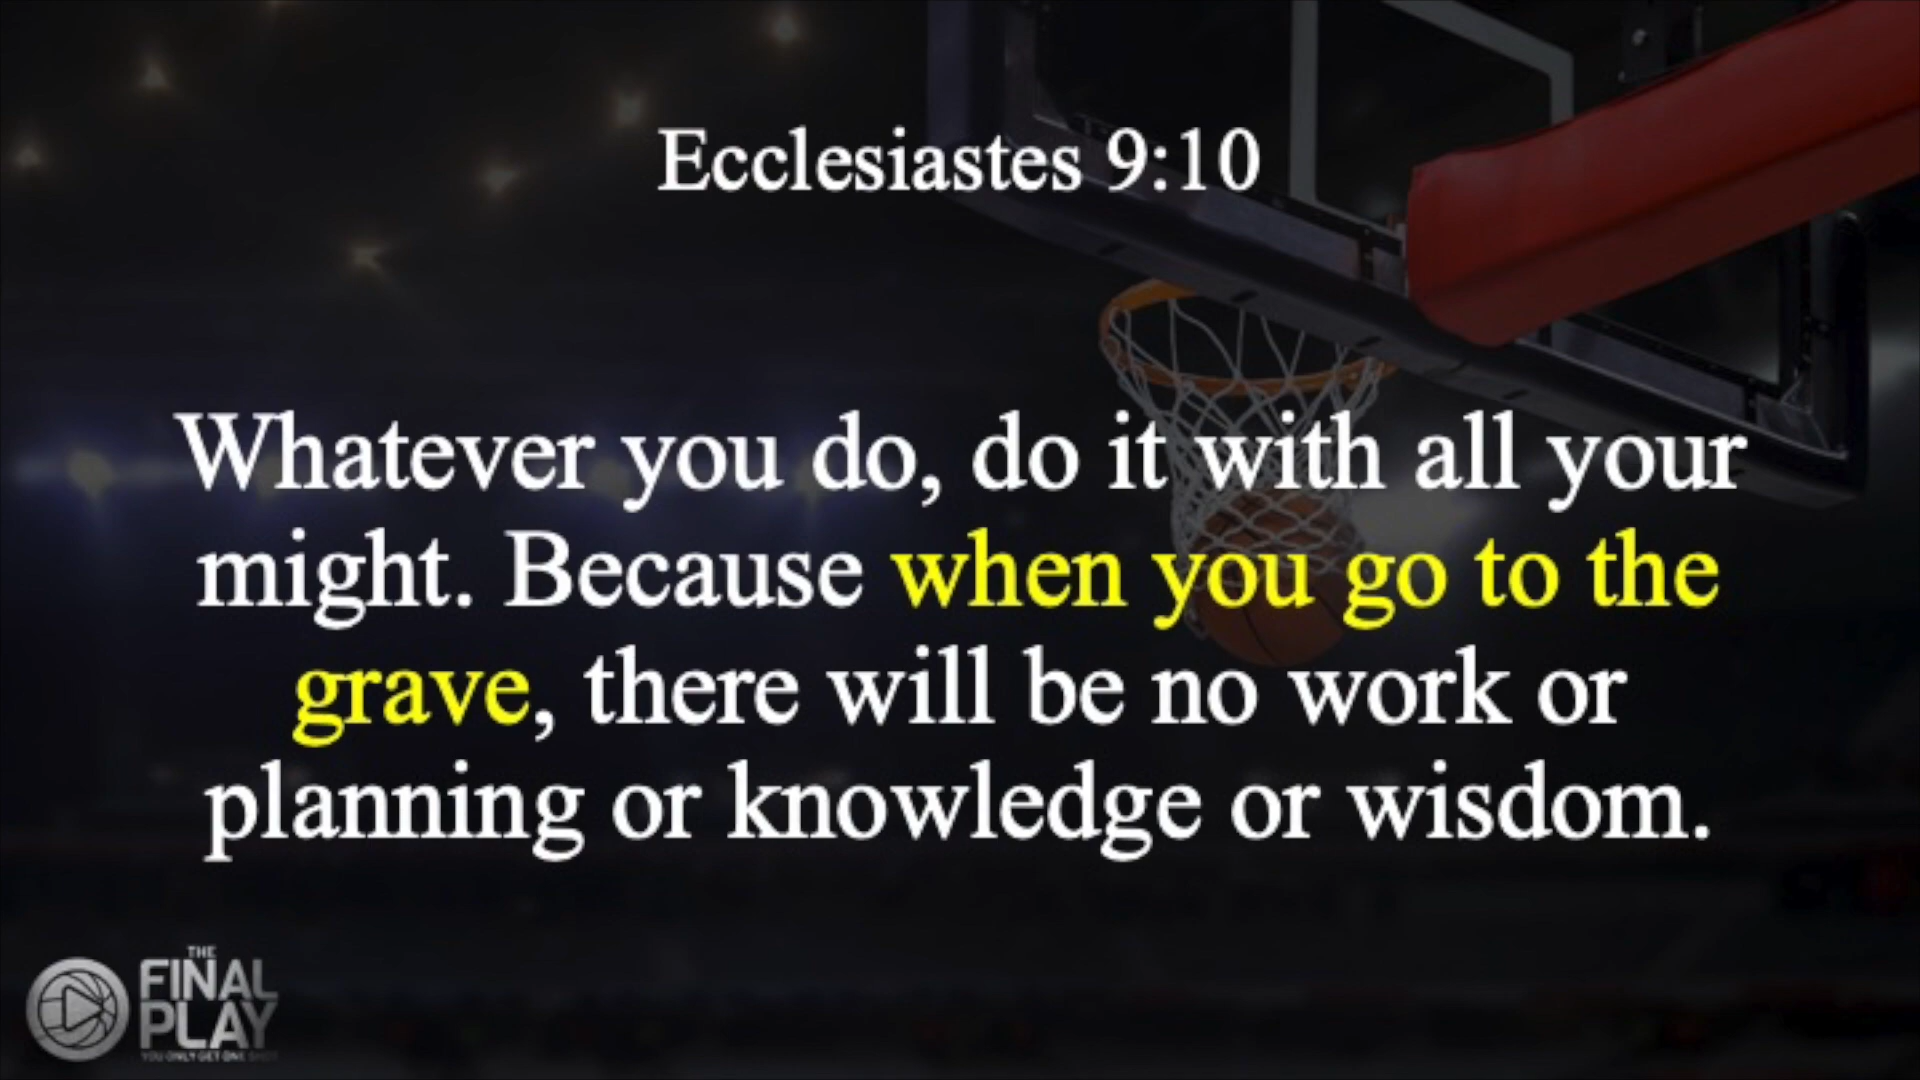 Ecclesiastes 9:10
Whatever you do, do it with all your
might. Because when you go to the
grave, there will be no work or
planning or knowledge or wisdom.
THE
FINAL
PLAY
YOU ONLY GET ONE SHOT